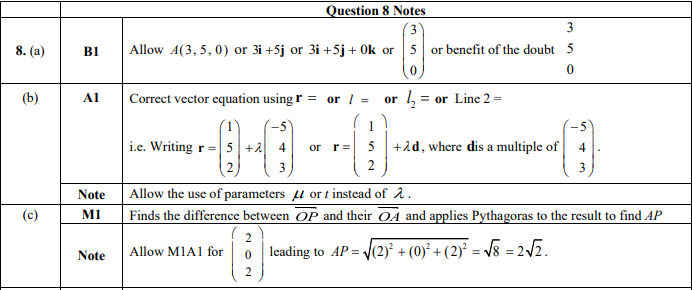 Question 8 Notes
8. (a) B1 Allow A(3, 5, 0) or 3i +5j or 3i +5j + 0k or (3 5 0) or benefit of the doubt 3 5 0
(b) A1 Correct vector equation using r = or l = or l₂ = or Line 2 =
i.e. Writing r = (1 5 2) + λ(−5 4 3) or r = (1 5 2) + λd, where d is a multiple of (−5 4 3).
Note Allow the use of parameters μ or t instead of λ.
(c) M1 Finds the difference between OP and their OA and applies Pythagoras to the result to find AP
Note Allow M1A1 for (2 0 2) leading to AP = √((2)² + (0)² + (2)²) = √8 = 2√2.